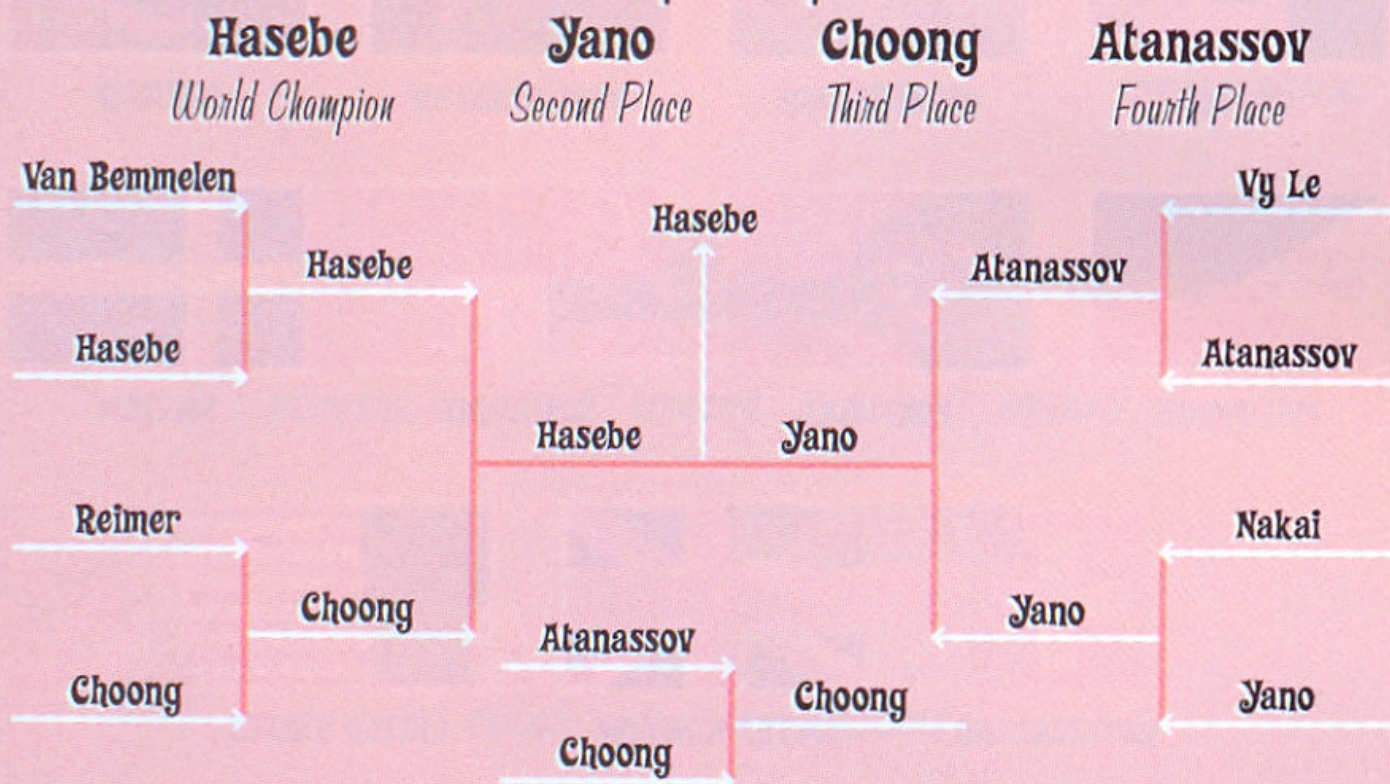 Hasebe
World Champion
Yano
Second Place
Choong
Third Place
Atanassov
Fourth Place
Van Bemmelen
Hasebe
Hasebe
Reimer
Choong
Choong
Hasebe
Hasebe
Yano
Atanassov
Choong
Choong
Vy Le
Atanassov
Atanassov
Nakai
Yano
Yano